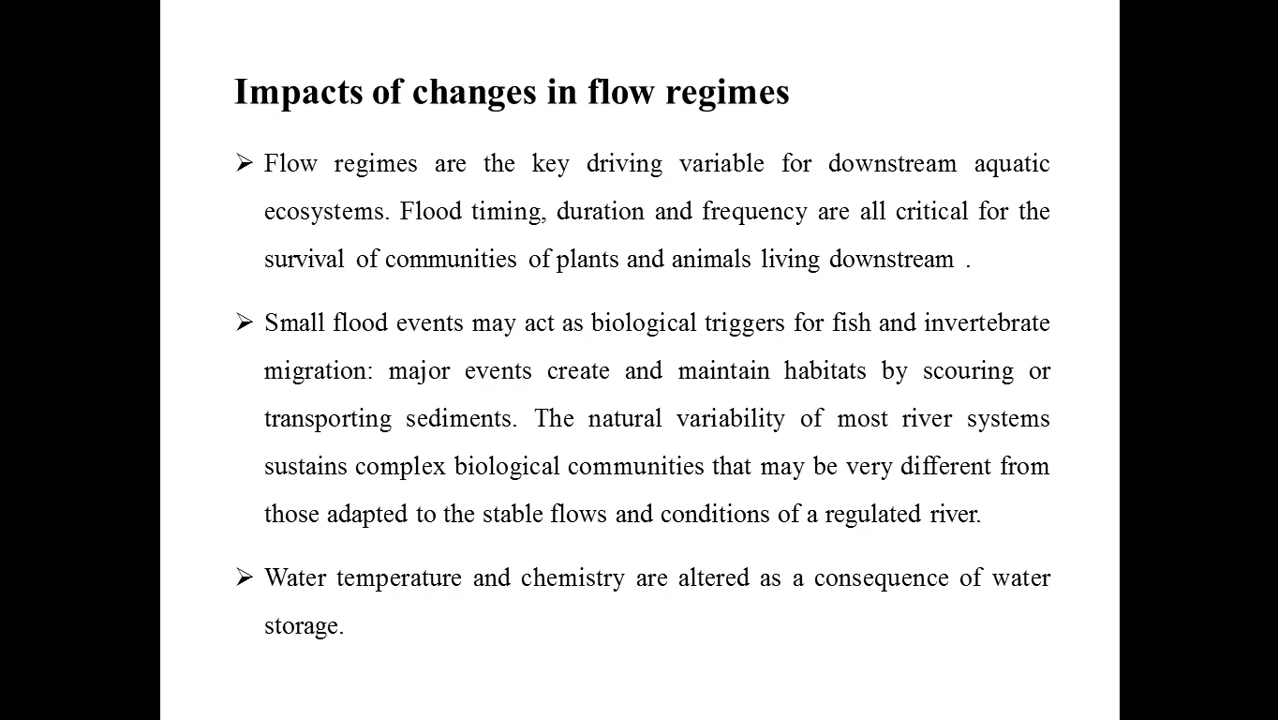 Impacts of changes in flow regimes
➢ Flow regimes are the key driving variable for downstream aquatic
ecosystems. Flood timing, duration and frequency are all critical for the
survival of communities of plants and animals living downstream .
➢ Small flood events may act as biological triggers for fish and invertebrate
migration: major events create and maintain habitats by scouring or
transporting sediments. The natural variability of most river systems
sustains complex biological communities that may be very different from
those adapted to the stable flows and conditions of a regulated river.
➢ Water temperature and chemistry are altered as a consequence of water
storage.